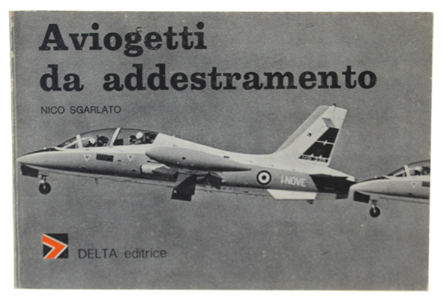 Aviogetti
da addestramento
NICO SGARLATO
I-NOVE
DELTA editrice